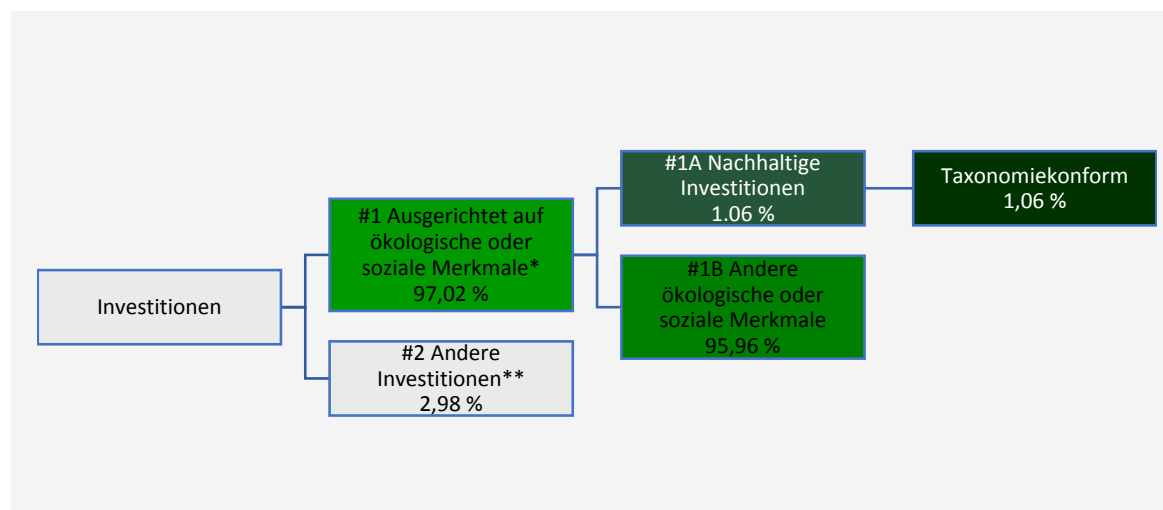 Investitionen
#1 Ausgerichtet auf
ökologische oder
soziale Merkmale*
97,02 %
#2 Andere
Investitionen**
2,98 %
#1A Nachhaltige
Investitionen
1.06 %
#1B Andere
ökologische oder
soziale Merkmale
95,96 %
Taxonomiekonform
1,06 %